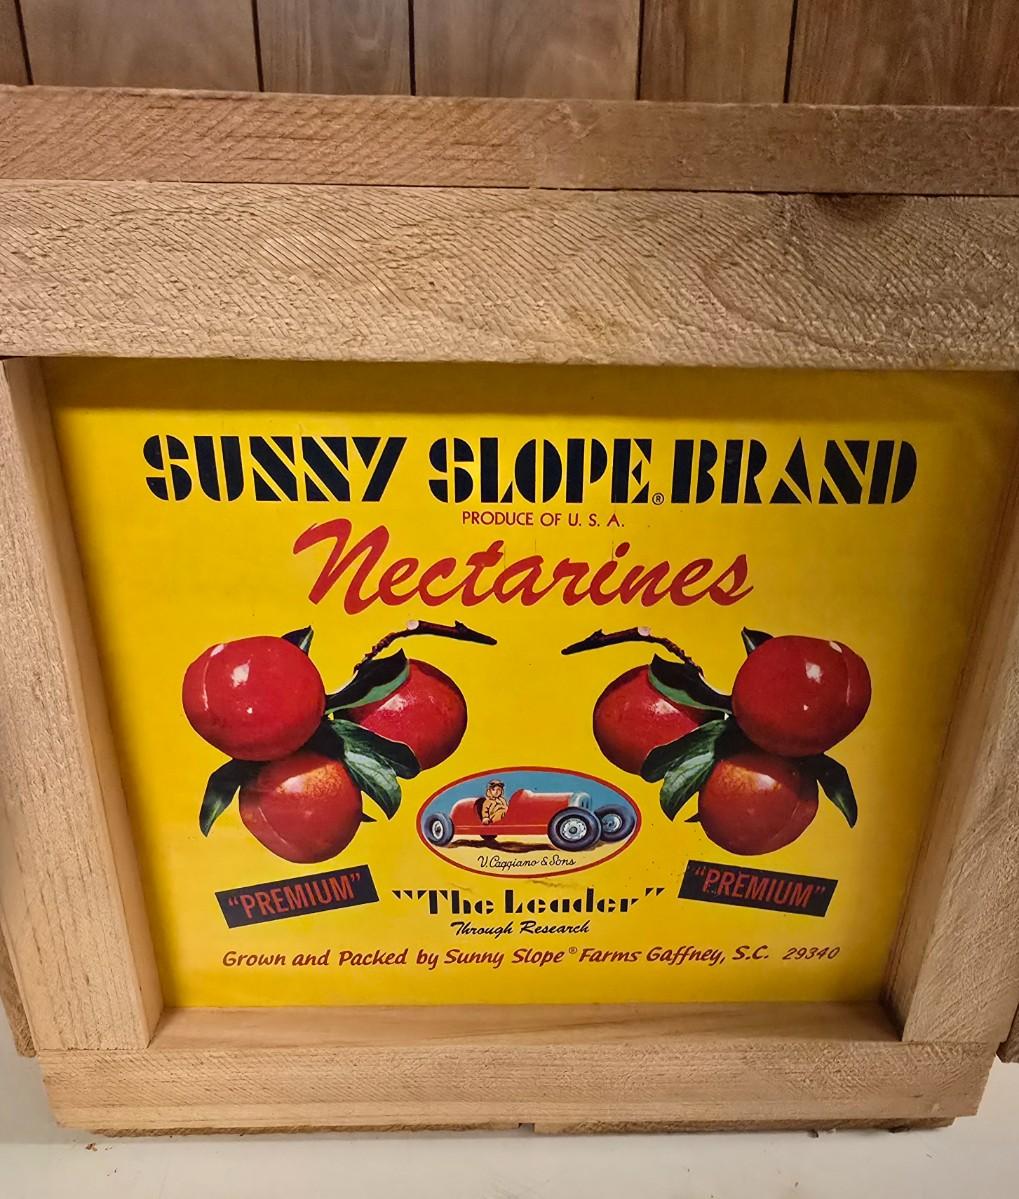 SUNNY SLOPE® BRAND
PRODUCE OF U. S. A.
Nectarines
V. Caggiano & Sons
"PREMIUM"
"The Leader"
"PREMIUM"
Through Research
Grown and Packed by Sunny Slope® Farms Gaffney, S.C. 29340